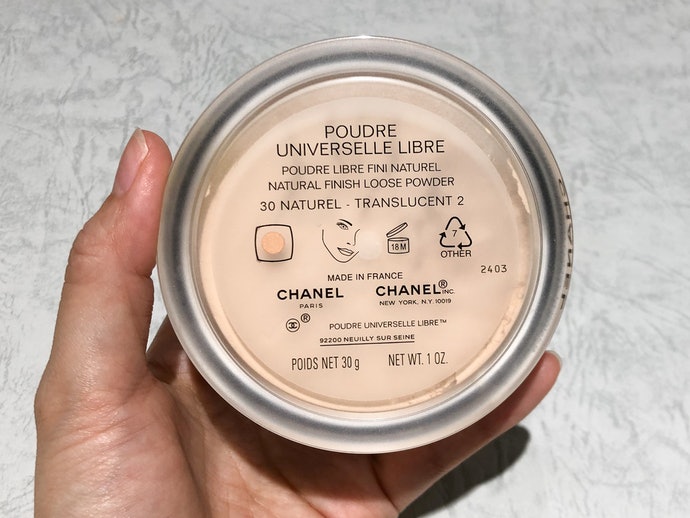 POUDRE
UNIVERSELLE LIBRE
POUDRE LIBRE FINI NATUREL
NATURAL FINISH LOOSE POWDER
30 NATUREL - TRANSLUCENT 2
18 M
7
OTHER
2403
MADE IN FRANCE
CHANEL CHANEL® INC.
PARIS NEW YORK, N.Y. 10019
®
POUDRE UNIVERSELLE LIBRE™
92200 NEUILLY SUR SEINE
POIDS NET 30 g NET WT. 1 OZ.